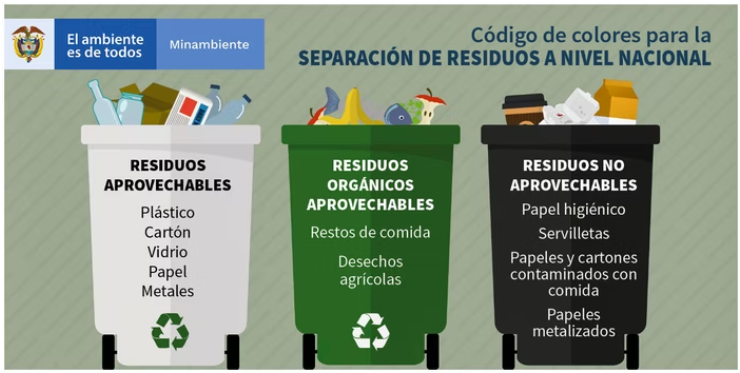 El ambiente
es de todos
Minambiente
Código de colores para la
SEPARACIÓN DE RESIDUOS A NIVEL NACIONAL
RESIDUOS
APROVECHABLES
Plástico
Cartón
Vidrio
Papel
Metales
RESIDUOS
ORGÁNICOS
APROVECHABLES
Restos de comida
Desechos
agrícolas
RESIDUOS NO
APROVECHABLES
Papel higiénico
Servilletas
Papeles y cartones
contaminados con
comida
Papeles
metalizados